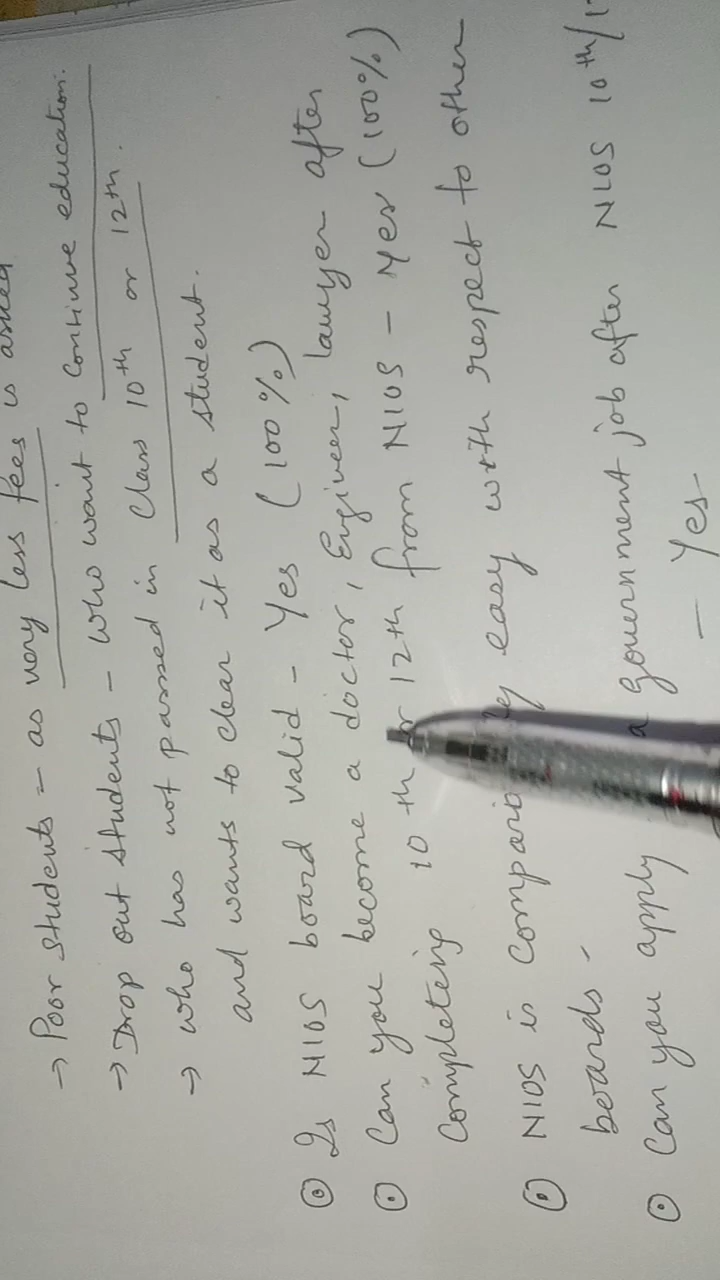 → Poor students – as very less fees is asked
→ Drop out students – who want to continue education.
→ who has not passed in Class 10th or 12th.
and wants to clear it as a student.
⊙ Is NIOS board valid – Yes (100%)
⊙ Can you become a doctor, Engineer, lawyer after
Completing 10th 12th from NIOS – Yes (100%)
⊙ NIOS is easy with respect to other
boards.
⊙ Can you apply a government job after NIOS 10th/
– Yes